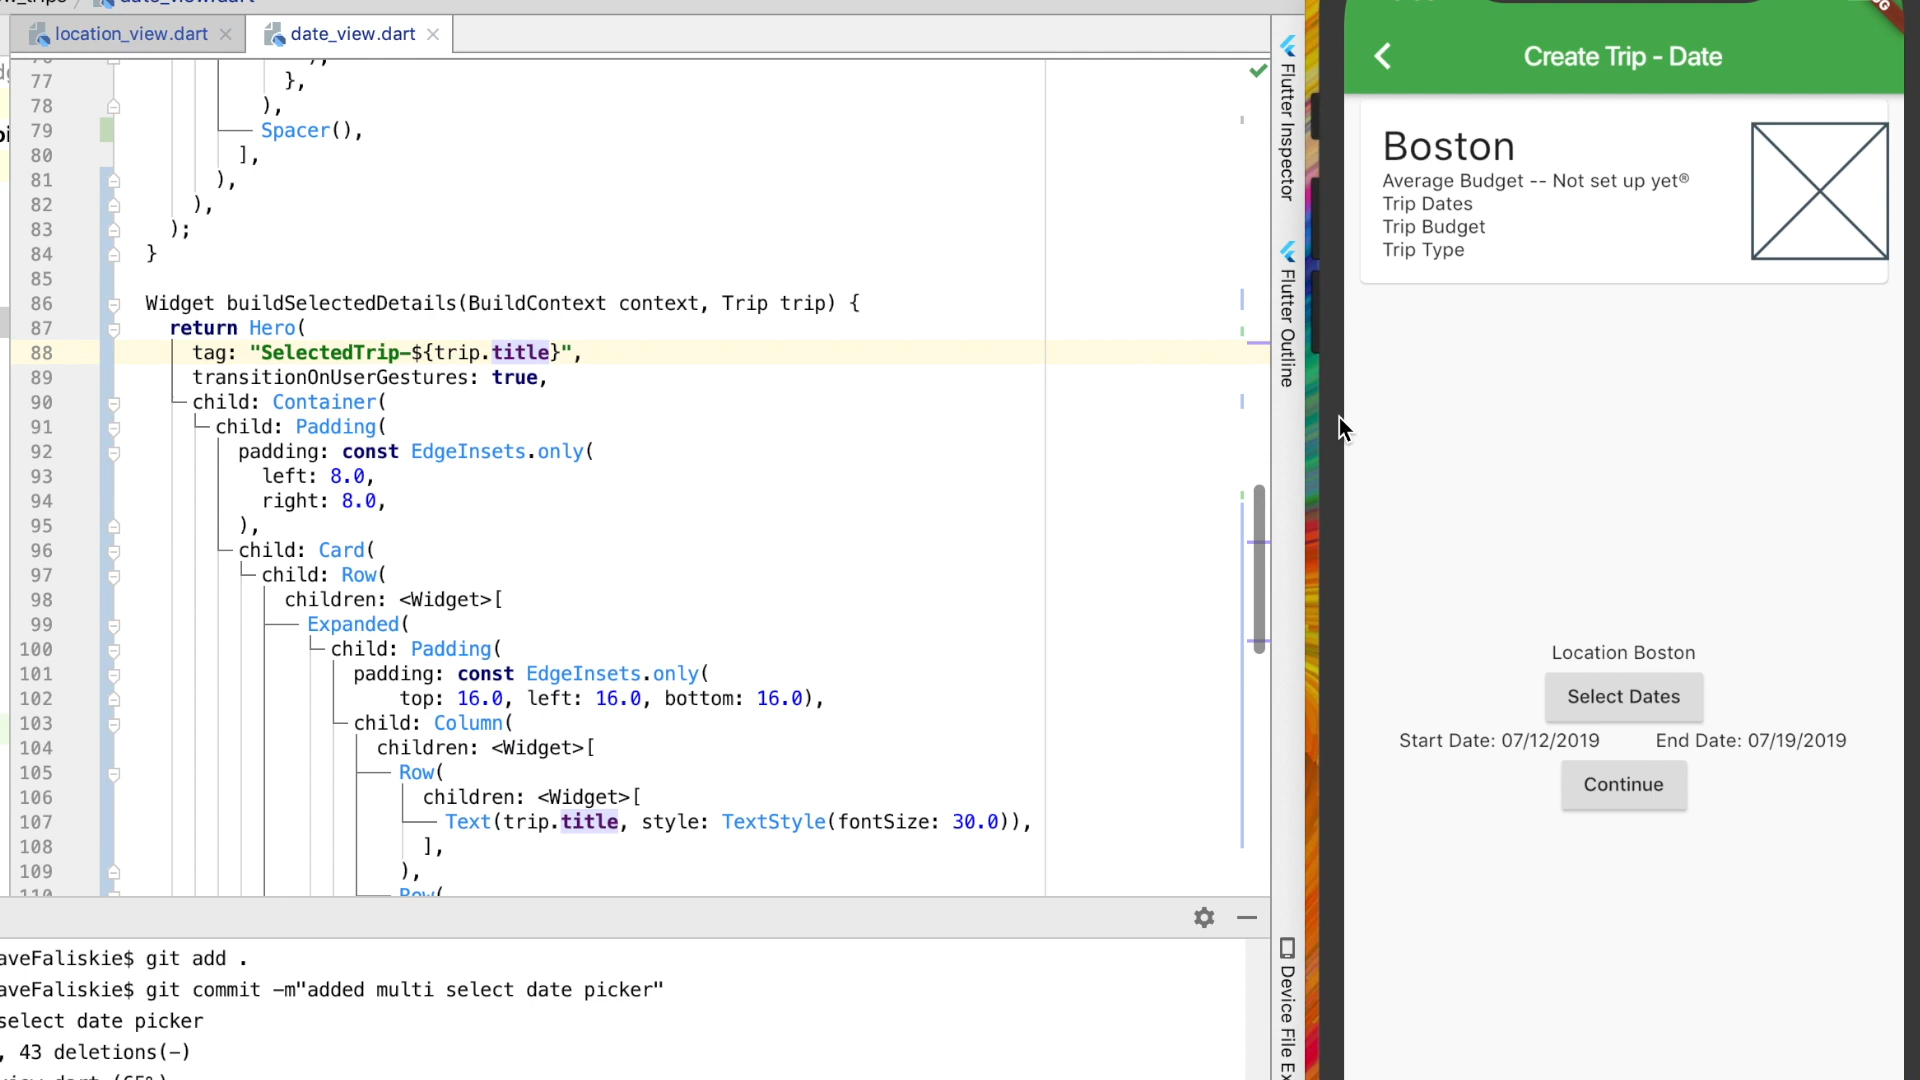 date_view.dart
location_view.dart
date_view.dart
77 },
78 ),
79 Spacer(),
80 ],
81 ),
82 ),
83 );
84 }
85
86 Widget buildSelectedDetails(BuildContext context, Trip trip) {
87 return Hero(
88 tag: "SelectedTrip-${trip.title}",
89 transitionOnUserGestures: true,
90 child: Container(
91 child: Padding(
92 padding: const EdgeInsets.only(
93 left: 8.0,
94 right: 8.0,
95 ),
96 child: Card(
97 child: Row(
98 children: <Widget>[
99 Expanded(
100 child: Padding(
101 padding: const EdgeInsets.only(
102 top: 16.0, left: 16.0, bottom: 16.0),
103 child: Column(
104 children: <Widget>[
105 Row(
106 children: <Widget>[
107 Text(trip.title, style: TextStyle(fontSize: 30.0)),
108 ],
109 ),
110 Row(
aveFaliskie$ git add .
aveFaliskie$ git commit -m"added multi select date picker"
select date picker
, 43 deletions(-)
Flutter Inspector
Flutter Outline
Device File Ex
Create Trip - Date
Boston
Average Budget -- Not set up yet®
Trip Dates
Trip Budget
Trip Type
Location Boston
Select Dates
Start Date: 07/12/2019 End Date: 07/19/2019
Continue